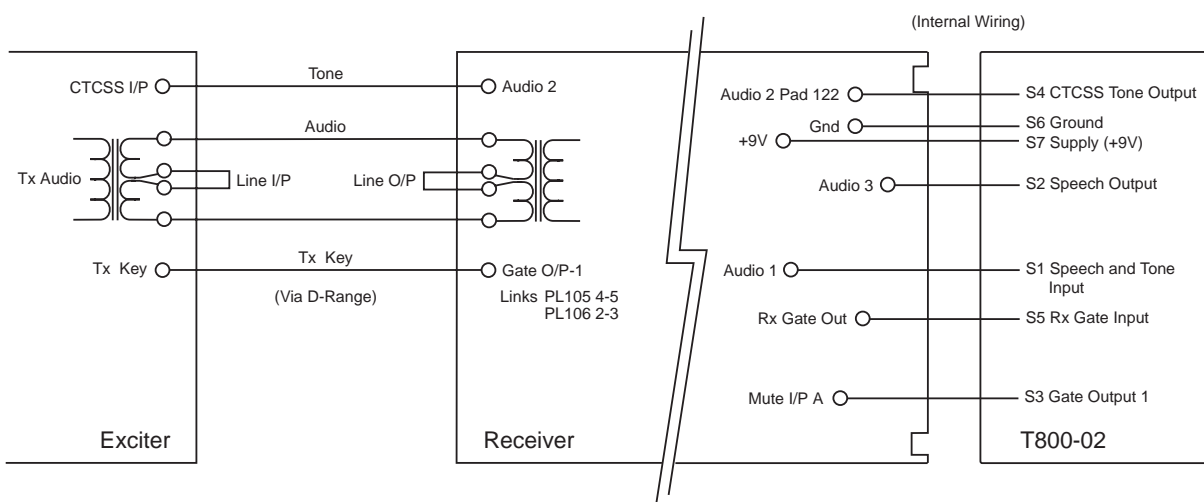 (Internal Wiring)
CTCSS I/P
Tone
Audio 2
Audio 2 Pad 122
S4 CTCSS Tone Output
Gnd
S6 Ground
+9V
S7 Supply (+9V)
Audio
Tx Audio
Line I/P
Line O/P
Audio 3
S2 Speech Output
Tx Key
Tx Key
Gate O/P-1
Links PL105 4-5
PL106 2-3
(Via D-Range)
Audio 1
S1 Speech and Tone
Input
Rx Gate Out
S5 Rx Gate Input
Mute I/P A
S3 Gate Output 1
Exciter
Receiver
T800-02